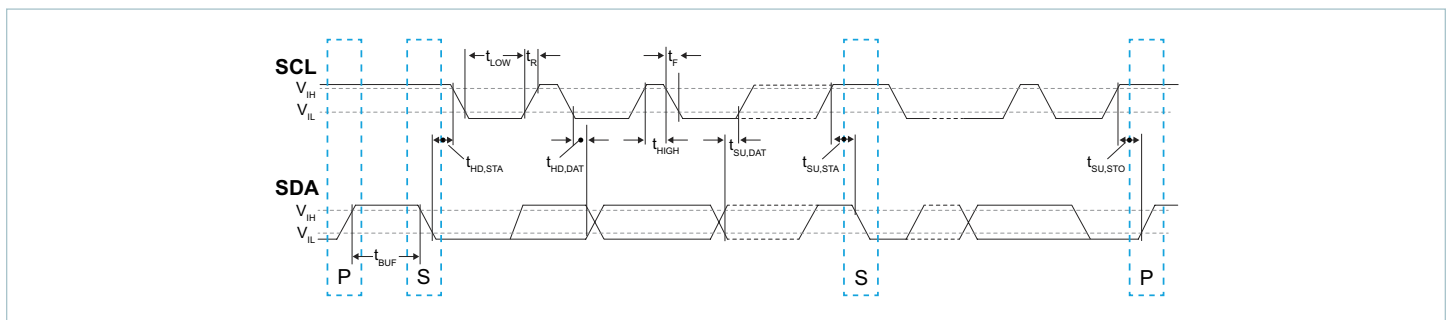 t_LOW t_R t_F
SCL
V_IH
V_IL
t_HD,STA t_HD,DAT t_HIGH t_SU,DAT t_SU,STA t_SU,STO
SDA
V_IH
V_IL
t_BUF
P S S P